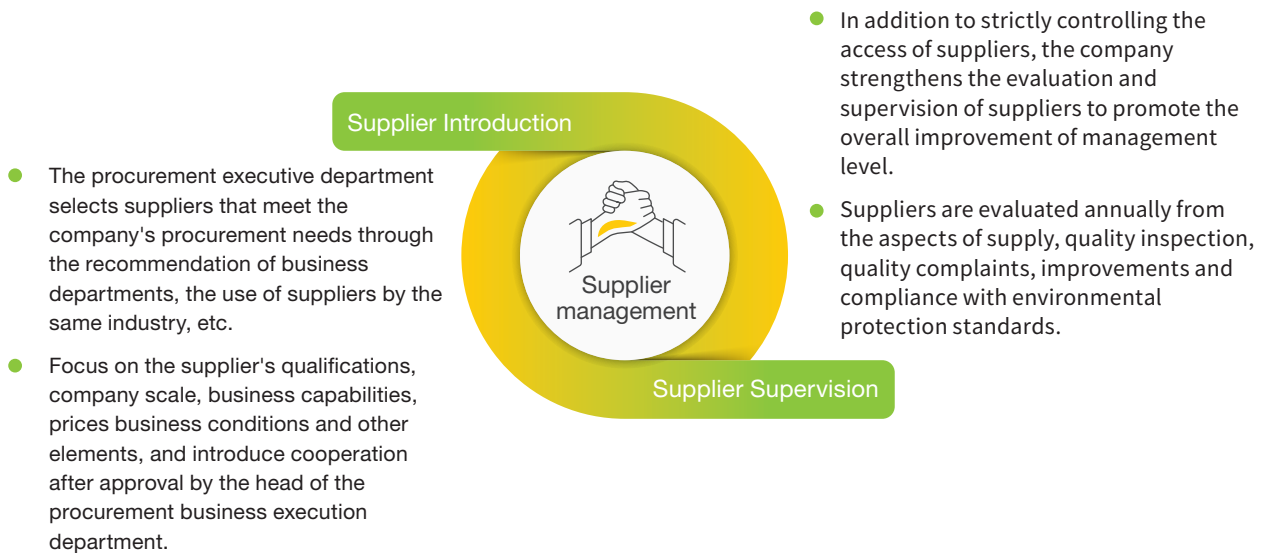 Supplier Introduction
The procurement executive department
selects suppliers that meet the
company's procurement needs through
the recommendation of business
departments, the use of suppliers by the
same industry, etc.
Focus on the supplier's qualifications,
company scale, business capabilities,
prices business conditions and other
elements, and introduce cooperation
after approval by the head of the
procurement business execution
department.
Supplier
management
In addition to strictly controlling the
access of suppliers, the company
strengthens the evaluation and
supervision of suppliers to promote the
overall improvement of management
level.
Suppliers are evaluated annually from
the aspects of supply, quality inspection,
quality complaints, improvements and
compliance with environmental
protection standards.
Supplier Supervision